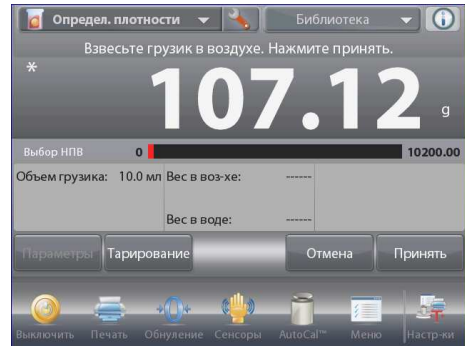 Определ. плотности Библиотека
Взвесьте грузик в воздухе. Нажмите принять.
* 107.12 g
Выбор НПВ 0 10200.00
Объем грузика: 10.0 мл Вес в воз-хе: ------
Вес в воде: ------
Параметры Тарирование Отмена Принять
Выключить Печать Обнуление Сенсоры AutoCal™ Меню Настр-ки